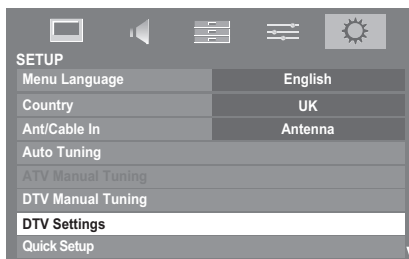 SETUP
Menu Language English
Country UK
Ant/Cable In Antenna
Auto Tuning
ATV Manual Tuning
DTV Manual Tuning
DTV Settings
Quick Setup